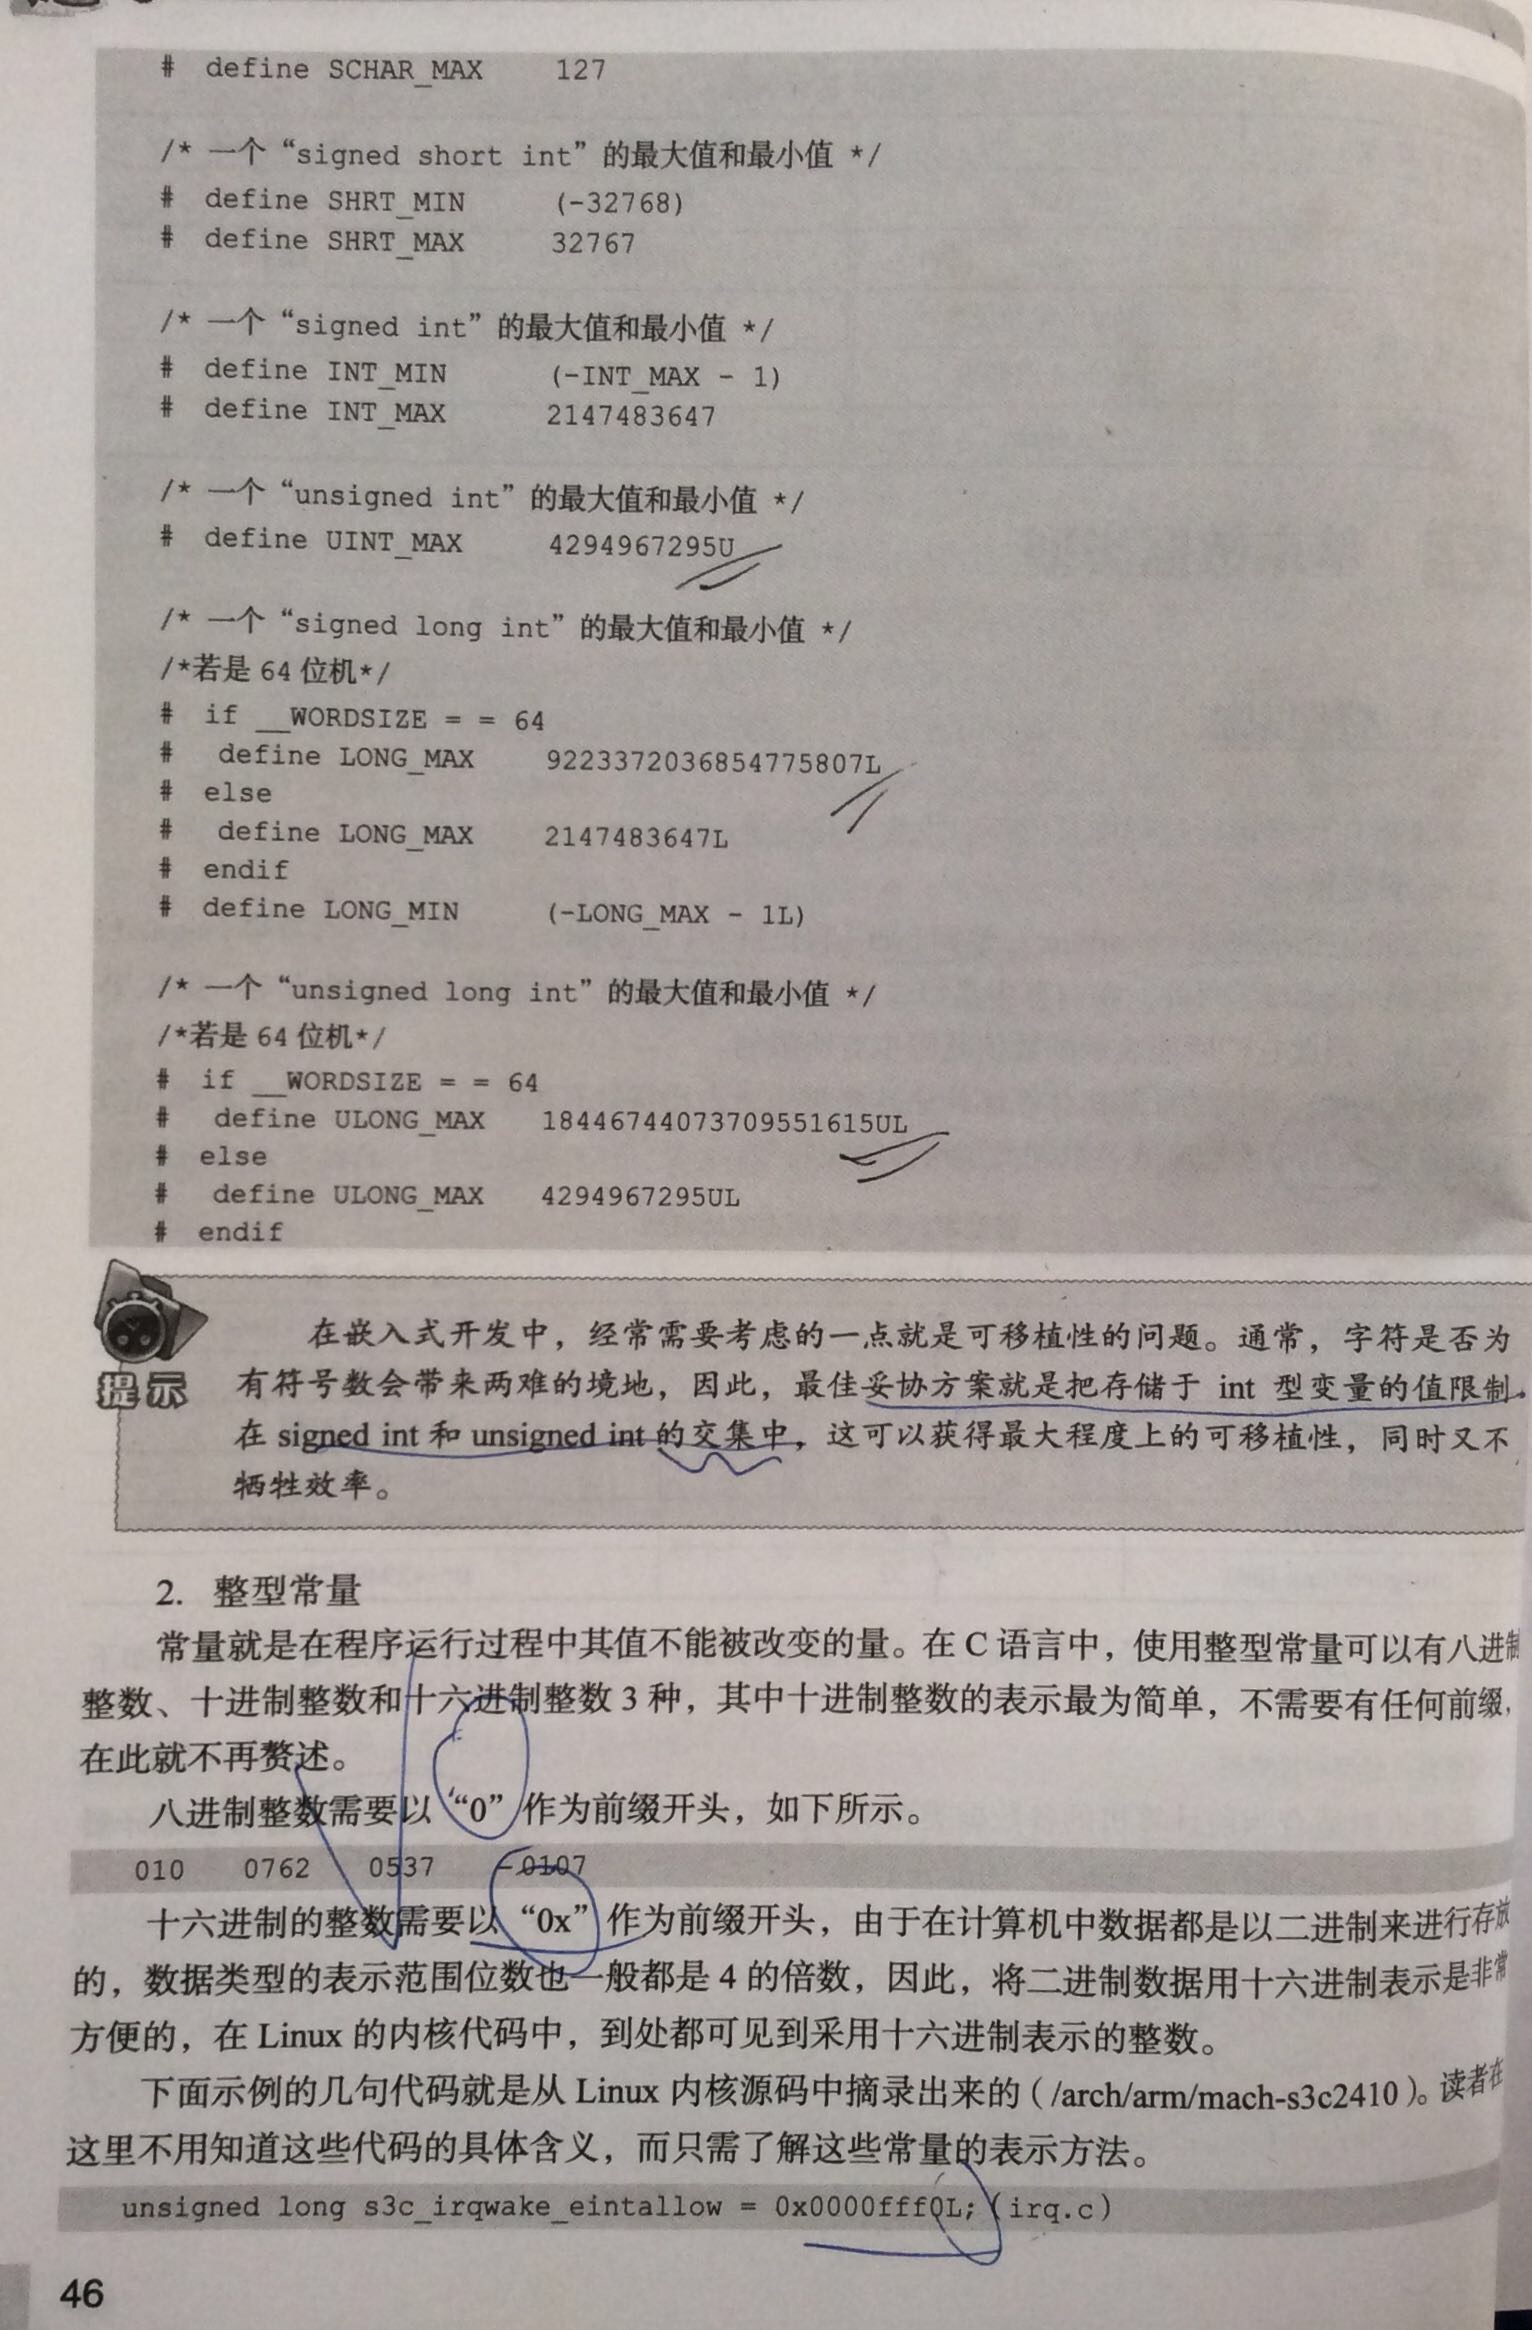 # define SCHAR_MAX 127
/* 一个“signed short int”的最大值和最小值 */
# define SHRT_MIN (-32768)
# define SHRT_MAX 32767
/* 一个“signed int”的最大值和最小值 */
# define INT_MIN (-INT_MAX - 1)
# define INT_MAX 2147483647
/* 一个“unsigned int”的最大值和最小值 */
# define UINT_MAX 4294967295U
/* 一个“signed long int”的最大值和最小值 */
/*若是 64 位机*/
# if __WORDSIZE = = 64
# define LONG_MAX 9223372036854775807L
# else
# define LONG_MAX 2147483647L
# endif
# define LONG_MIN (-LONG_MAX - 1L)
/* 一个“unsigned long int”的最大值和最小值 */
/*若是 64 位机*/
# if __WORDSIZE = = 64
# define ULONG_MAX 18446744073709551615UL
# else
# define ULONG_MAX 4294967295UL
# endif
提示
在嵌入式开发中，经常需要考虑的一点就是可移植性的问题。通常，字符是否为
有符号数会带来两难的境地，因此，最佳妥协方案就是把存储于 int 型变量的值限制
在 signed int 和 unsigned int 的交集中，这可以获得最大程度上的可移植性，同时又不
牺牲效率。
2. 整型常量
常量就是在程序运行过程中其值不能被改变的量。在 C 语言中，使用整型常量可以有八进制
整数、十进制整数和十六进制整数 3 种，其中十进制整数的表示最为简单，不需要有任何前缀，
在此就不再赘述。
八进制整数需要以“0”作为前缀开头，如下所示。
010 0762 0537 -0107
十六进制的整数需要以“0x”作为前缀开头，由于在计算机中数据都是以二进制来进行存放
的，数据类型的表示范围位数也一般都是 4 的倍数，因此，将二进制数据用十六进制表示是非常
方便的，在 Linux 的内核代码中，到处都可见到采用十六进制表示的整数。
下面示例的几句代码就是从 Linux 内核源码中摘录出来的（/arch/arm/mach-s3c2410）。读者在
这里不用知道这些代码的具体含义，而只需了解这些常量的表示方法。
unsigned long s3c_irqwake_eintallow = 0x0000fff0L; (irq.c)
46